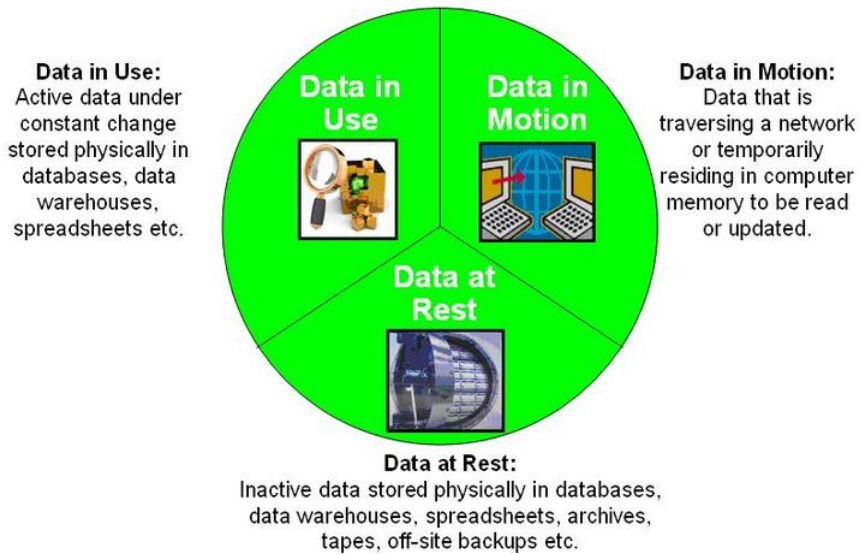 Data in Use:
Active data under
constant change
stored physically in
databases, data
warehouses,
spreadsheets etc.
Data in
Use
Data in
Motion
Data in Motion:
Data that is
traversing a network
or temporarily
residing in computer
memory to be read
or updated.
Data at
Rest
Data at Rest:
Inactive data stored physically in databases,
data warehouses, spreadsheets, archives,
tapes, off-site backups etc.